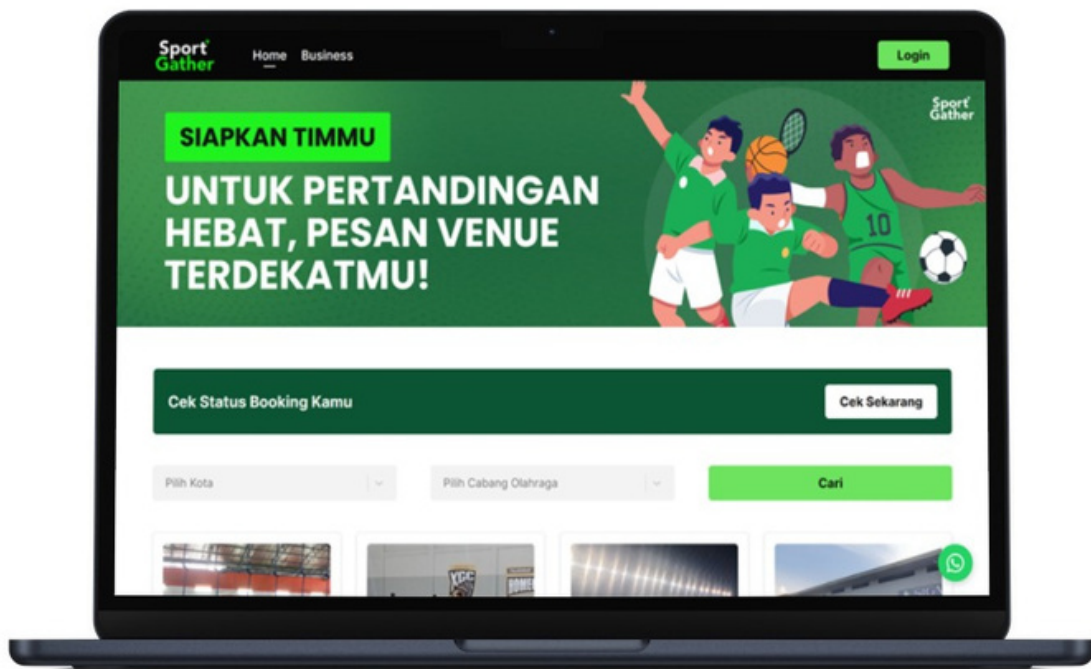 Sport
Gather
Home Business
Login
SIAPKAN TIMMU
UNTUK PERTANDINGAN
HEBAT, PESAN VENUE
TERDEKATMU!
Sport
Gather
10
Cek Status Booking Kamu
Cek Sekarang
Pilih Kota
Pilih Cabang Olahraga
Cari
XGC